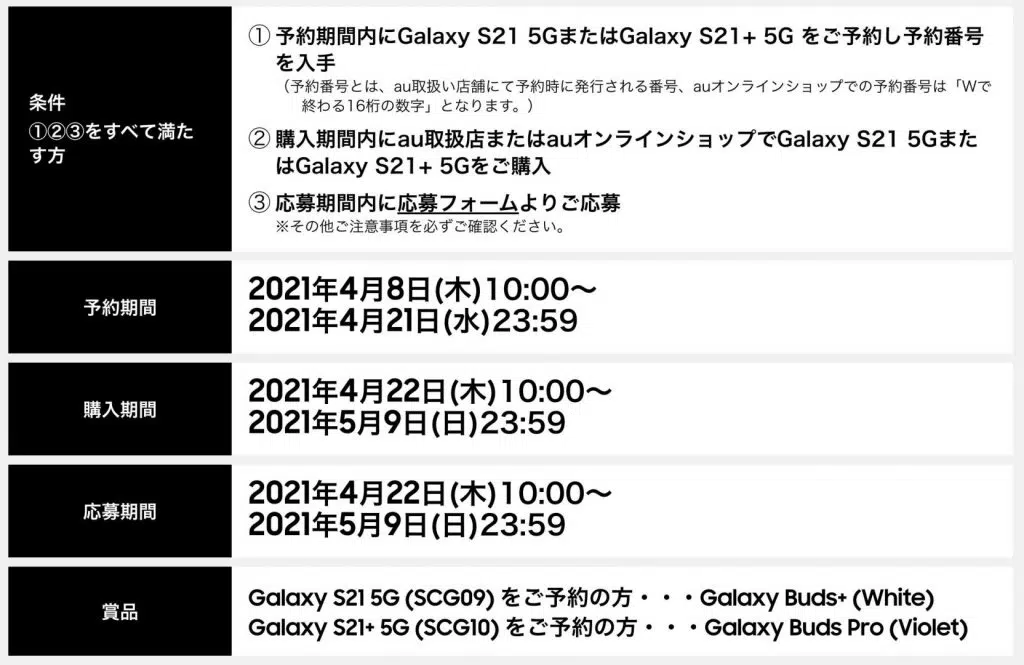 条件
①②③をすべて満た
す方
① 予約期間内にGalaxy S21 5GまたはGalaxy S21+ 5G をご予約し予約番号
を入手
（予約番号とは、au取扱い店舗にて予約時に発行される番号、auオンラインショップでの予約番号は「Wで
終わる16桁の数字」となります。）
② 購入期間内にau取扱店またはauオンラインショップでGalaxy S21 5Gまた
はGalaxy S21+ 5Gをご購入
③ 応募期間内に応募フォームよりご応募
※その他ご注意事項を必ずご確認ください。
予約期間
2021年4月8日(木)10:00～
2021年4月21日(水)23:59
購入期間
2021年4月22日(木)10:00～
2021年5月9日(日)23:59
応募期間
2021年4月22日(木)10:00～
2021年5月9日(日)23:59
賞品
Galaxy S21 5G (SCG09) をご予約の方・・・Galaxy Buds+ (White)
Galaxy S21+ 5G (SCG10) をご予約の方・・・Galaxy Buds Pro (Violet)